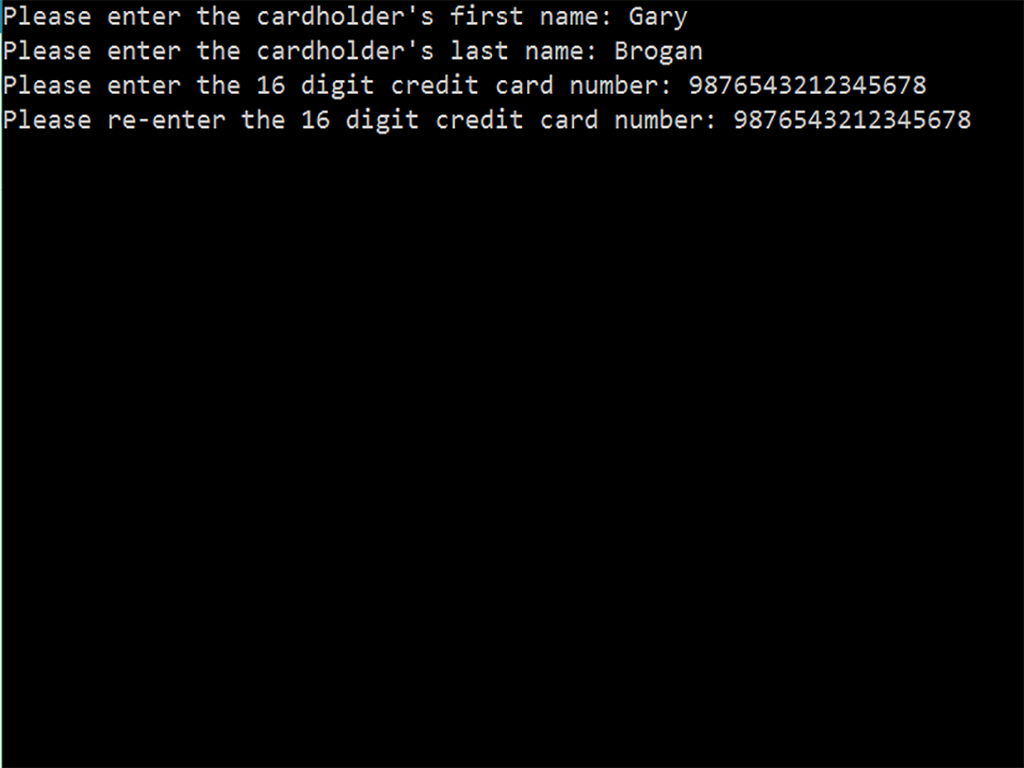 Please enter the cardholder's first name: Gary
Please enter the cardholder's last name: Brogan
Please enter the 16 digit credit card number: 9876543212345678
Please re-enter the 16 digit credit card number: 9876543212345678